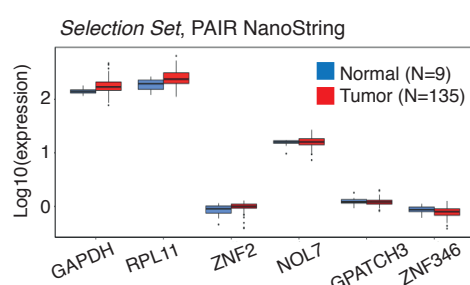 Selection Set, PAIR NanoString
Log10(expression)
2
1
0
Normal (N=9)
Tumor (N=135)
GAPDH
RPL11
ZNF2
NOL7
GPATCH3
ZNF346